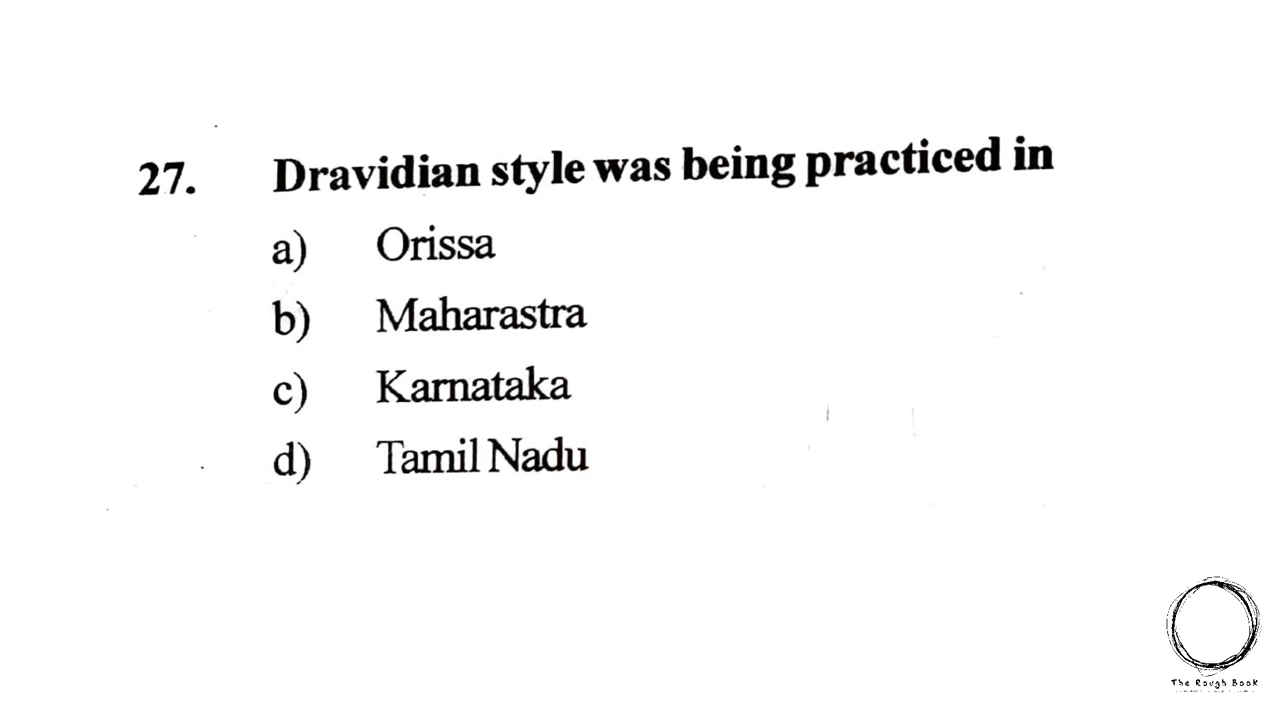 27. Dravidian style was being practiced in
a) Orissa
b) Maharastra
c) Karnataka
d) Tamil Nadu
The Rough Book